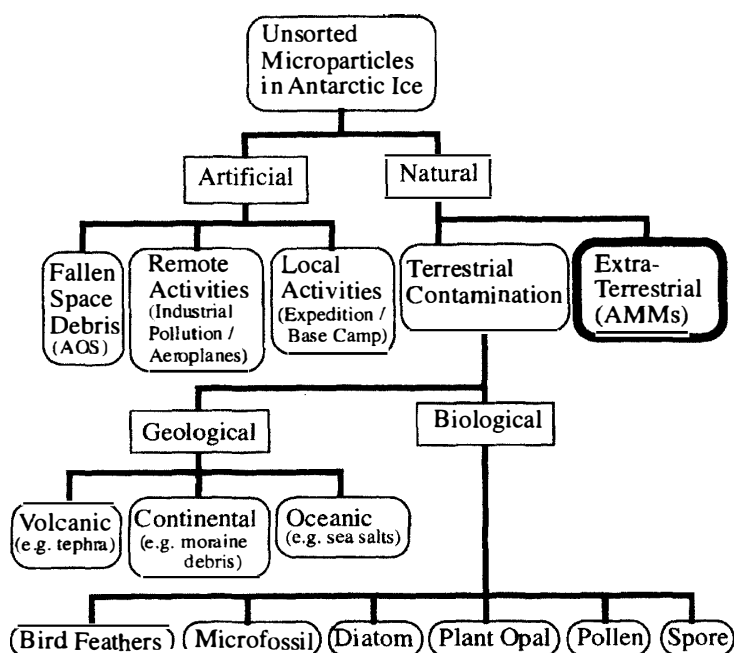 Unsorted
Microparticles
in Antarctic Ice
Artificial
Natural
Fallen
Space
Debris
(AOS)
Remote
Activities
(Industrial
Pollution /
Aeroplanes)
Local
Activities
(Expedition /
Base Camp)
Terrestrial
Contamination
Extra-
Terrestrial
(AMMs)
Geological
Biological
Volcanic
(e.g. tephra)
Continental
(e.g. moraine
debris)
Oceanic
(e.g. sea salts)
Bird Feathers
Microfossil
Diatom
Plant Opal
Pollen
Spore